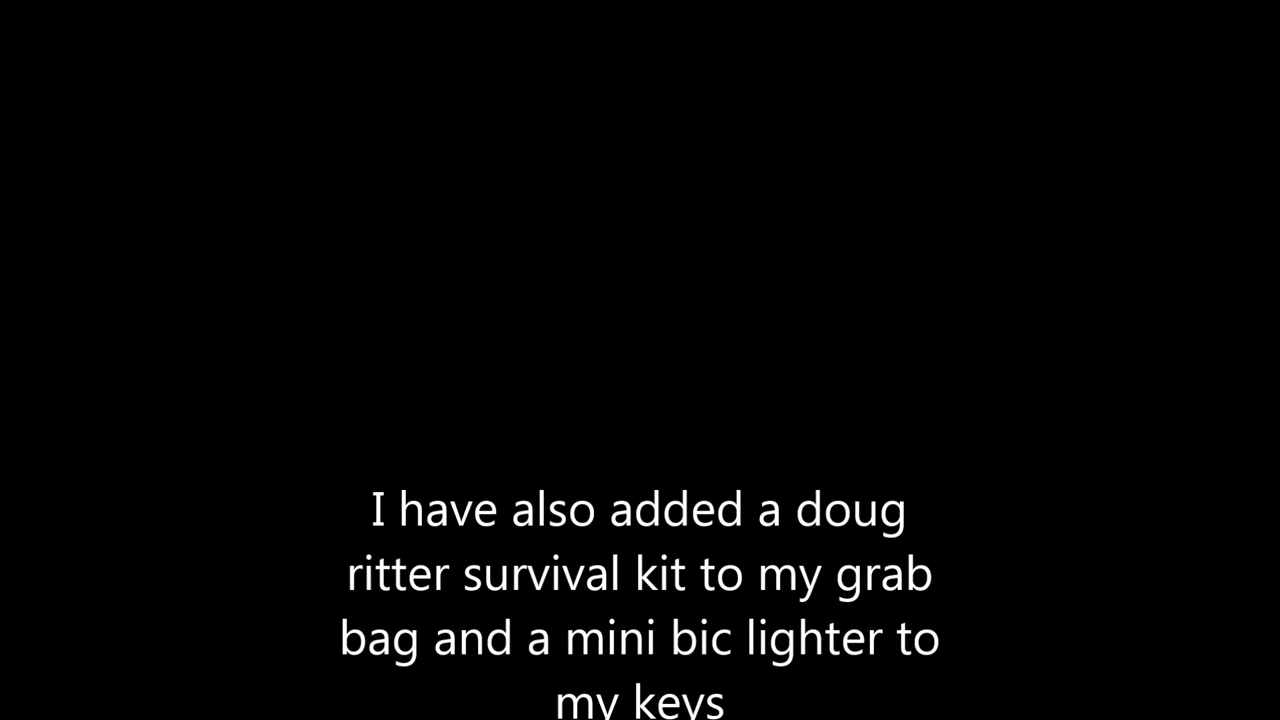 I have also added a doug
ritter survival kit to my grab
bag and a mini bic lighter to
my keys